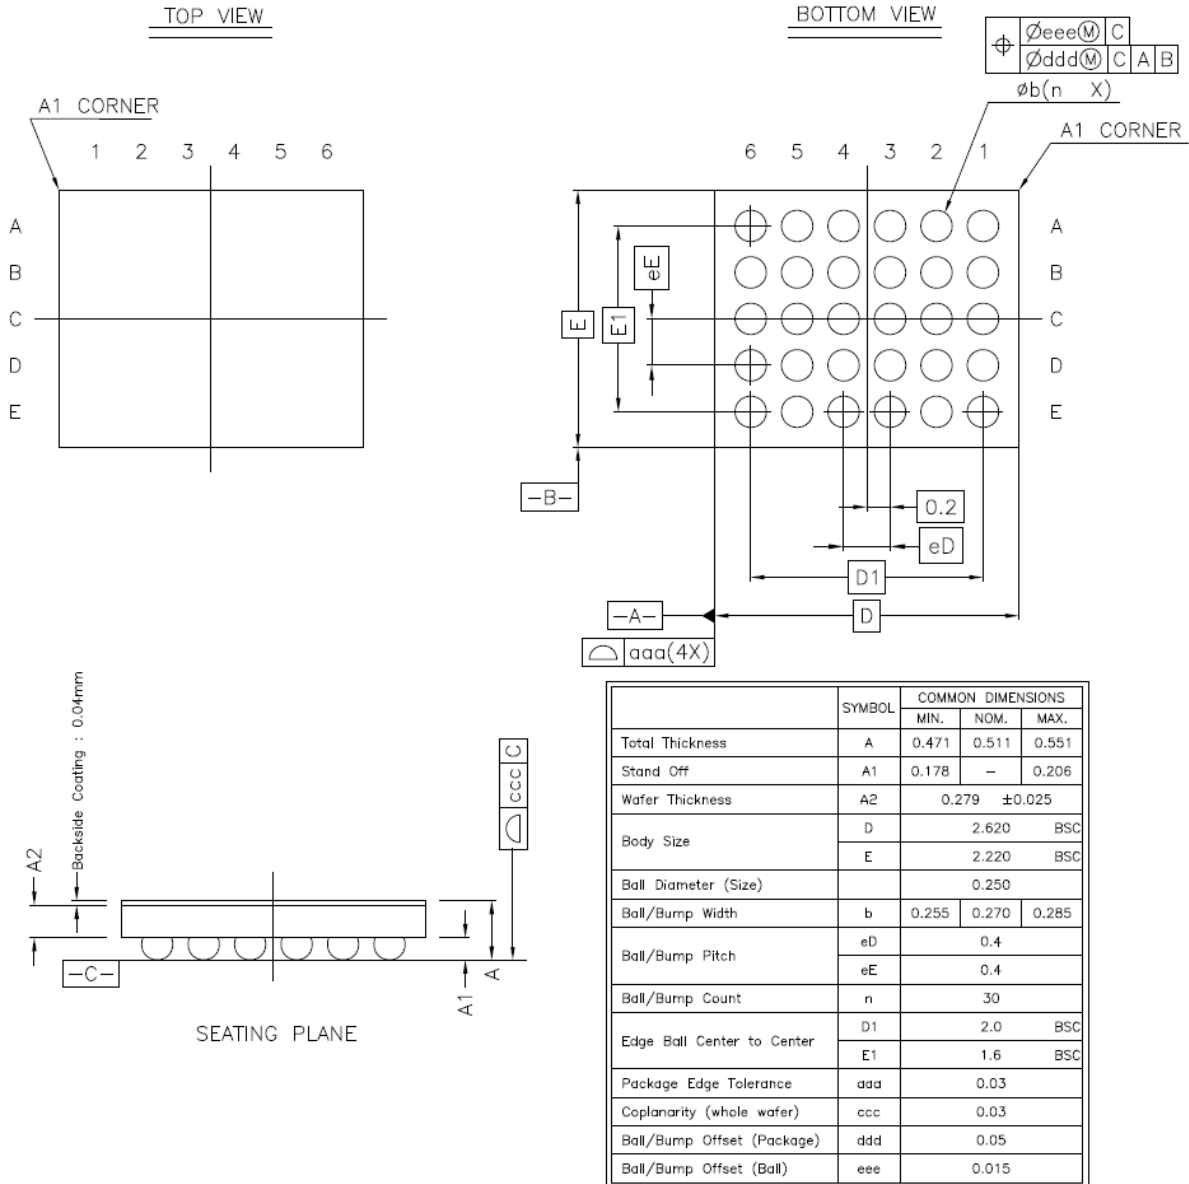 TOP VIEW
BOTTOM VIEW
⌖ Øeee Ⓜ C
Øddd Ⓜ C A B
øb(n X)
A1 CORNER
A1 CORNER
1 2 3 4 5 6
6 5 4 3 2 1
A
B
C
D
E
A
B
C
D
E
eE
E1
E
-B-
0.2
eD
D1
D
-A-
aaa(4X)
Backside Coating : 0.04mm
A2
ccc C
-C-
A1
A
SEATING PLANE
SYMBOL COMMON DIMENSIONS
MIN. NOM. MAX.
Total Thickness A 0.471 0.511 0.551
Stand Off A1 0.178 – 0.206
Wafer Thickness A2 0.279 ±0.025
Body Size D 2.620 BSC
E 2.220 BSC
Ball Diameter (Size) 0.250
Ball/Bump Width b 0.255 0.270 0.285
Ball/Bump Pitch eD 0.4
eE 0.4
Ball/Bump Count n 30
Edge Ball Center to Center D1 2.0 BSC
E1 1.6 BSC
Package Edge Tolerance aaa 0.03
Coplanarity (whole wafer) ccc 0.03
Ball/Bump Offset (Package) ddd 0.05
Ball/Bump Offset (Ball) eee 0.015